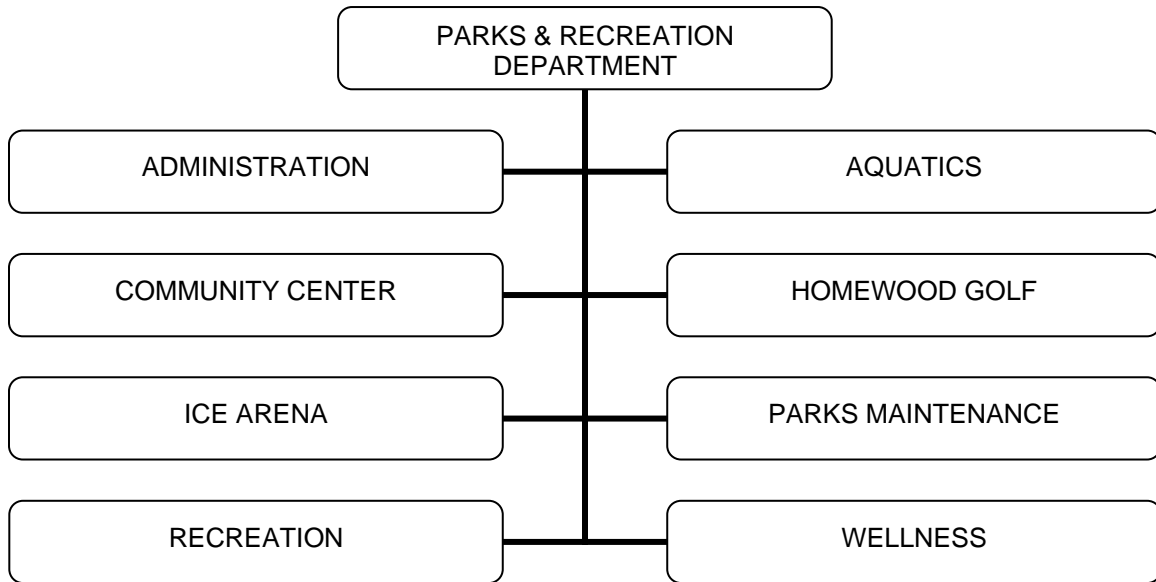 PARKS & RECREATION
DEPARTMENT
ADMINISTRATION
AQUATICS
COMMUNITY CENTER
HOMEWOOD GOLF
ICE ARENA
PARKS MAINTENANCE
RECREATION
WELLNESS